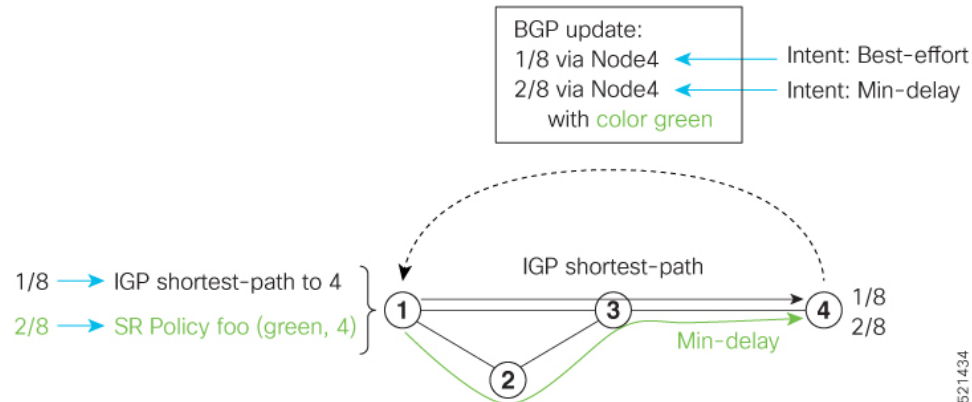 BGP update:
1/8 via Node4
Intent: Best-effort
2/8 via Node4
Intent: Min-delay
with color green
IGP shortest-path
1/8
IGP shortest-path to 4
2/8
SR Policy foo (green, 4)
1
3
4
2
1/8
2/8
Min-delay
521434